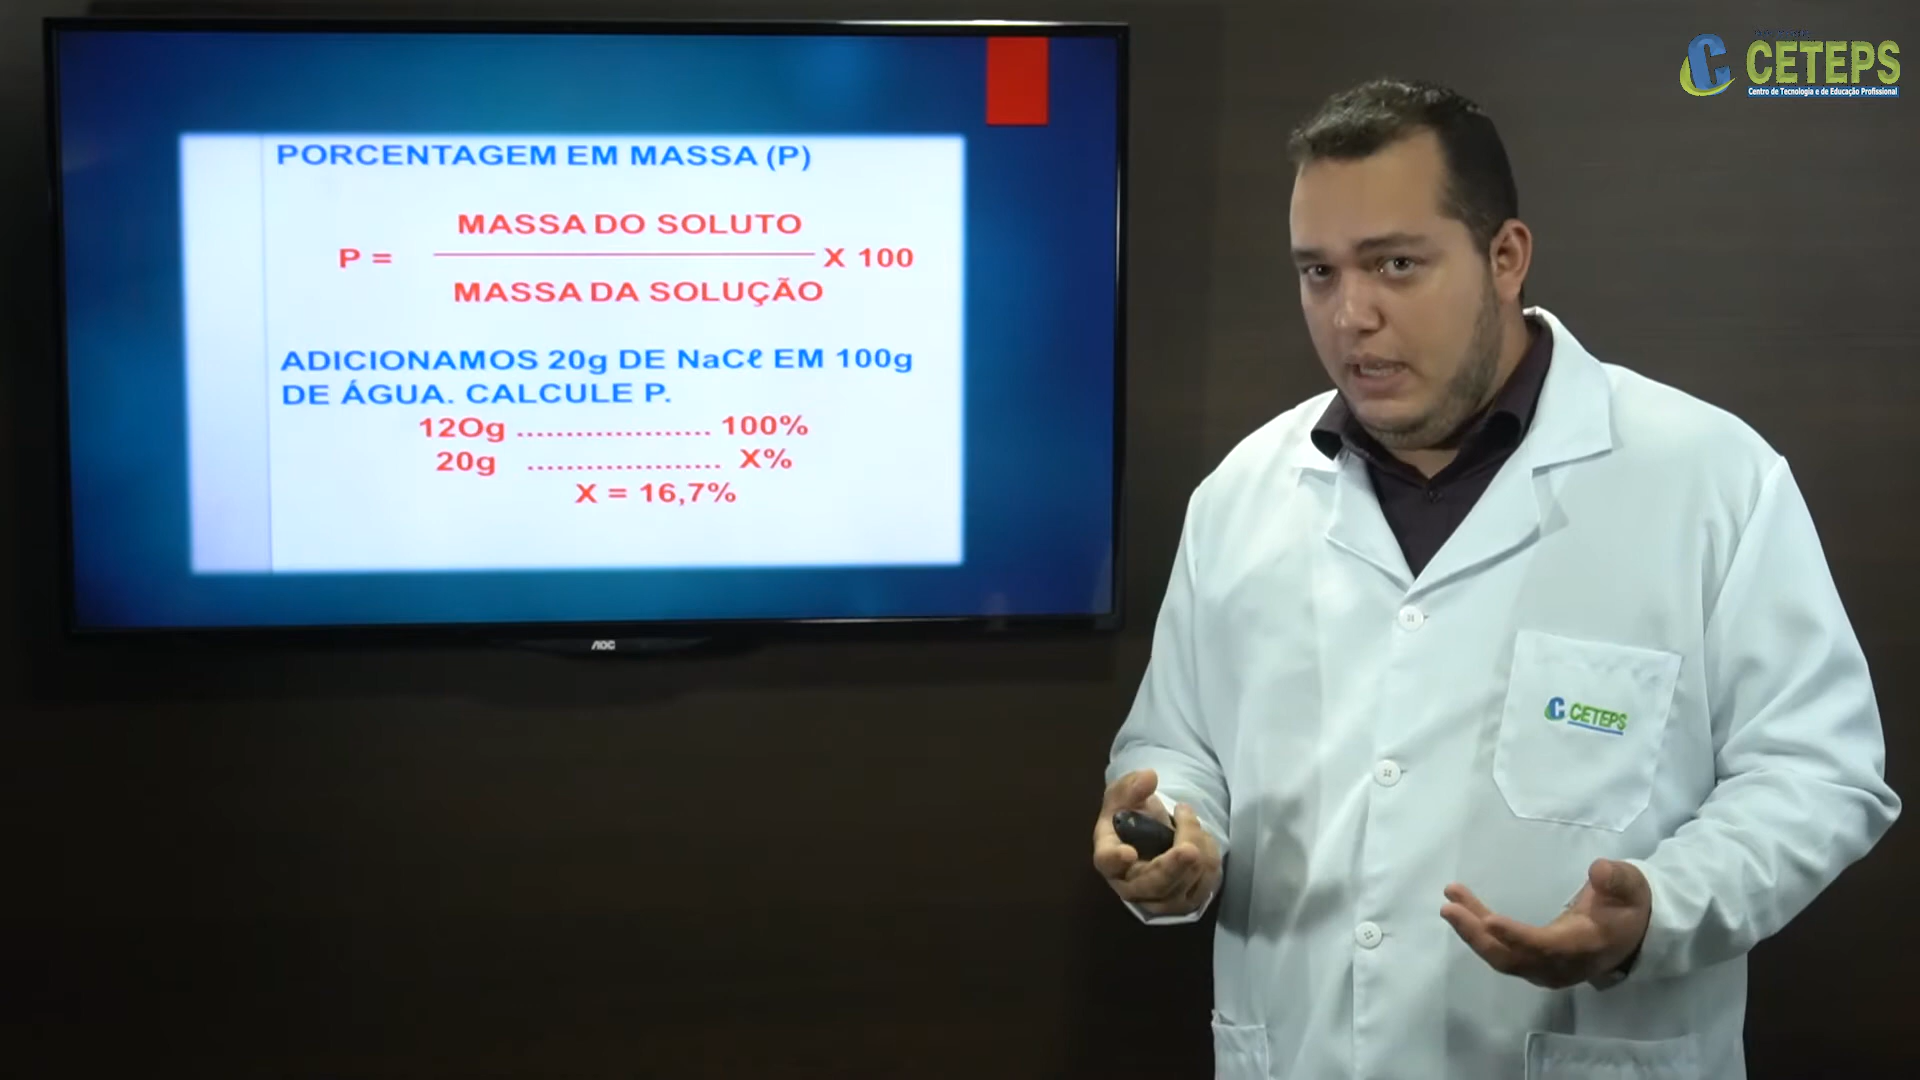 CETEPS
Centro de Tecnologia e de Educação Profissional
PORCENTAGEM EM MASSA (P)
MASSA DO SOLUTO
P = X 100
MASSA DA SOLUÇÃO
ADICIONAMOS 20g DE NaCℓ EM 100g
DE ÁGUA. CALCULE P.
12Og ................... 100%
20g ................... X%
X = 16,7%
AOC
CETEPS